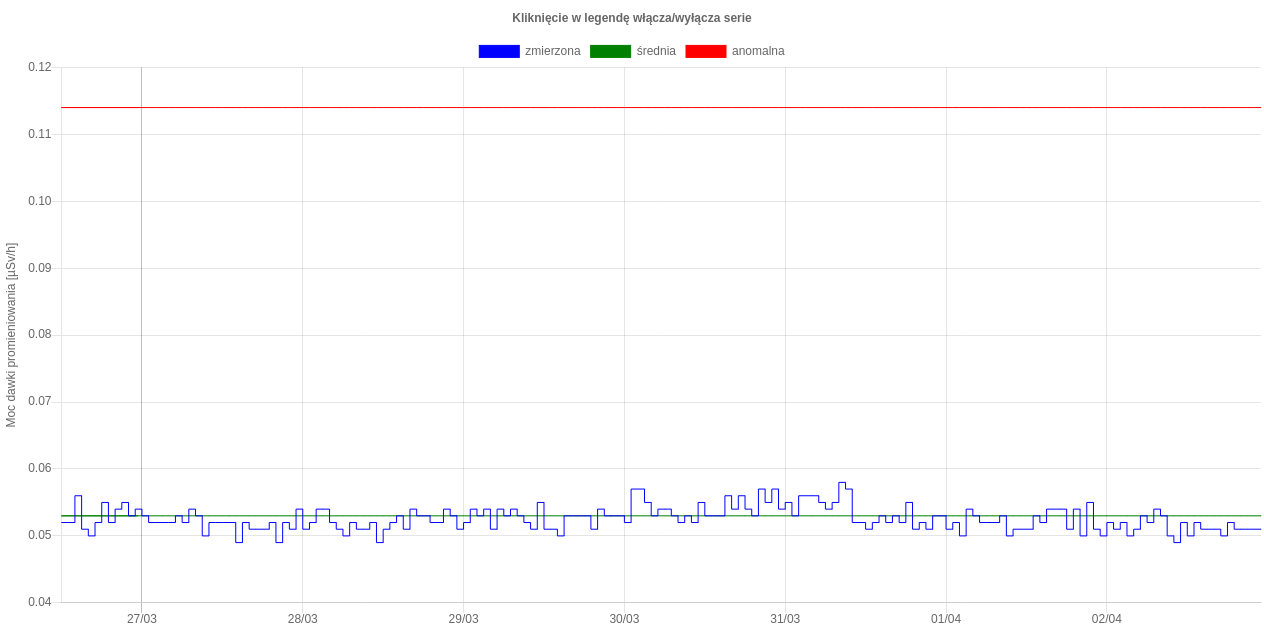 Kliknięcie w legendę włącza/wyłącza serie
zmierzona średnia anomalna
Moc dawki promieniowania [µSv/h]
0.12
0.11
0.10
0.09
0.08
0.07
0.06
0.05
0.04
27/03 28/03 29/03 30/03 31/03 01/04 02/04